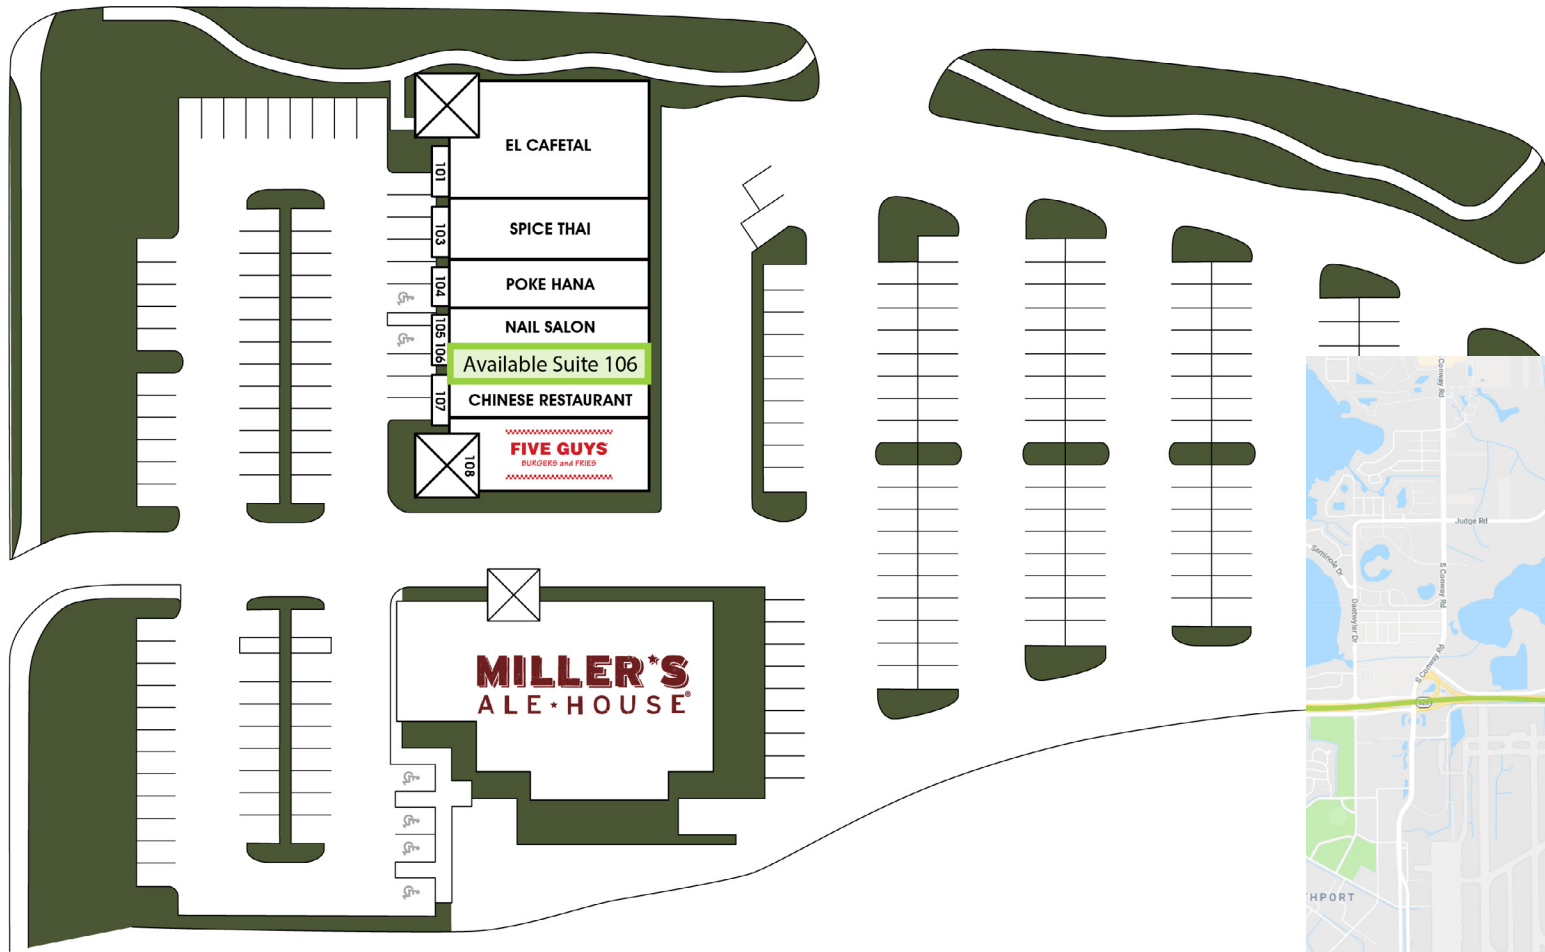 EL CAFETAL
101
SPICE THAI
103
POKE HANA
104
NAIL SALON
105
106
Available Suite 106
CHINESE RESTAURANT
107
FIVE GUYS
BURGERS and FRIES
108
MILLER'S
ALE HOUSE®
Conway Rd
Judge Rd
Seminole Dr
S Conway Rd
Daetwyler Dr
S Conway Rd
HPORT